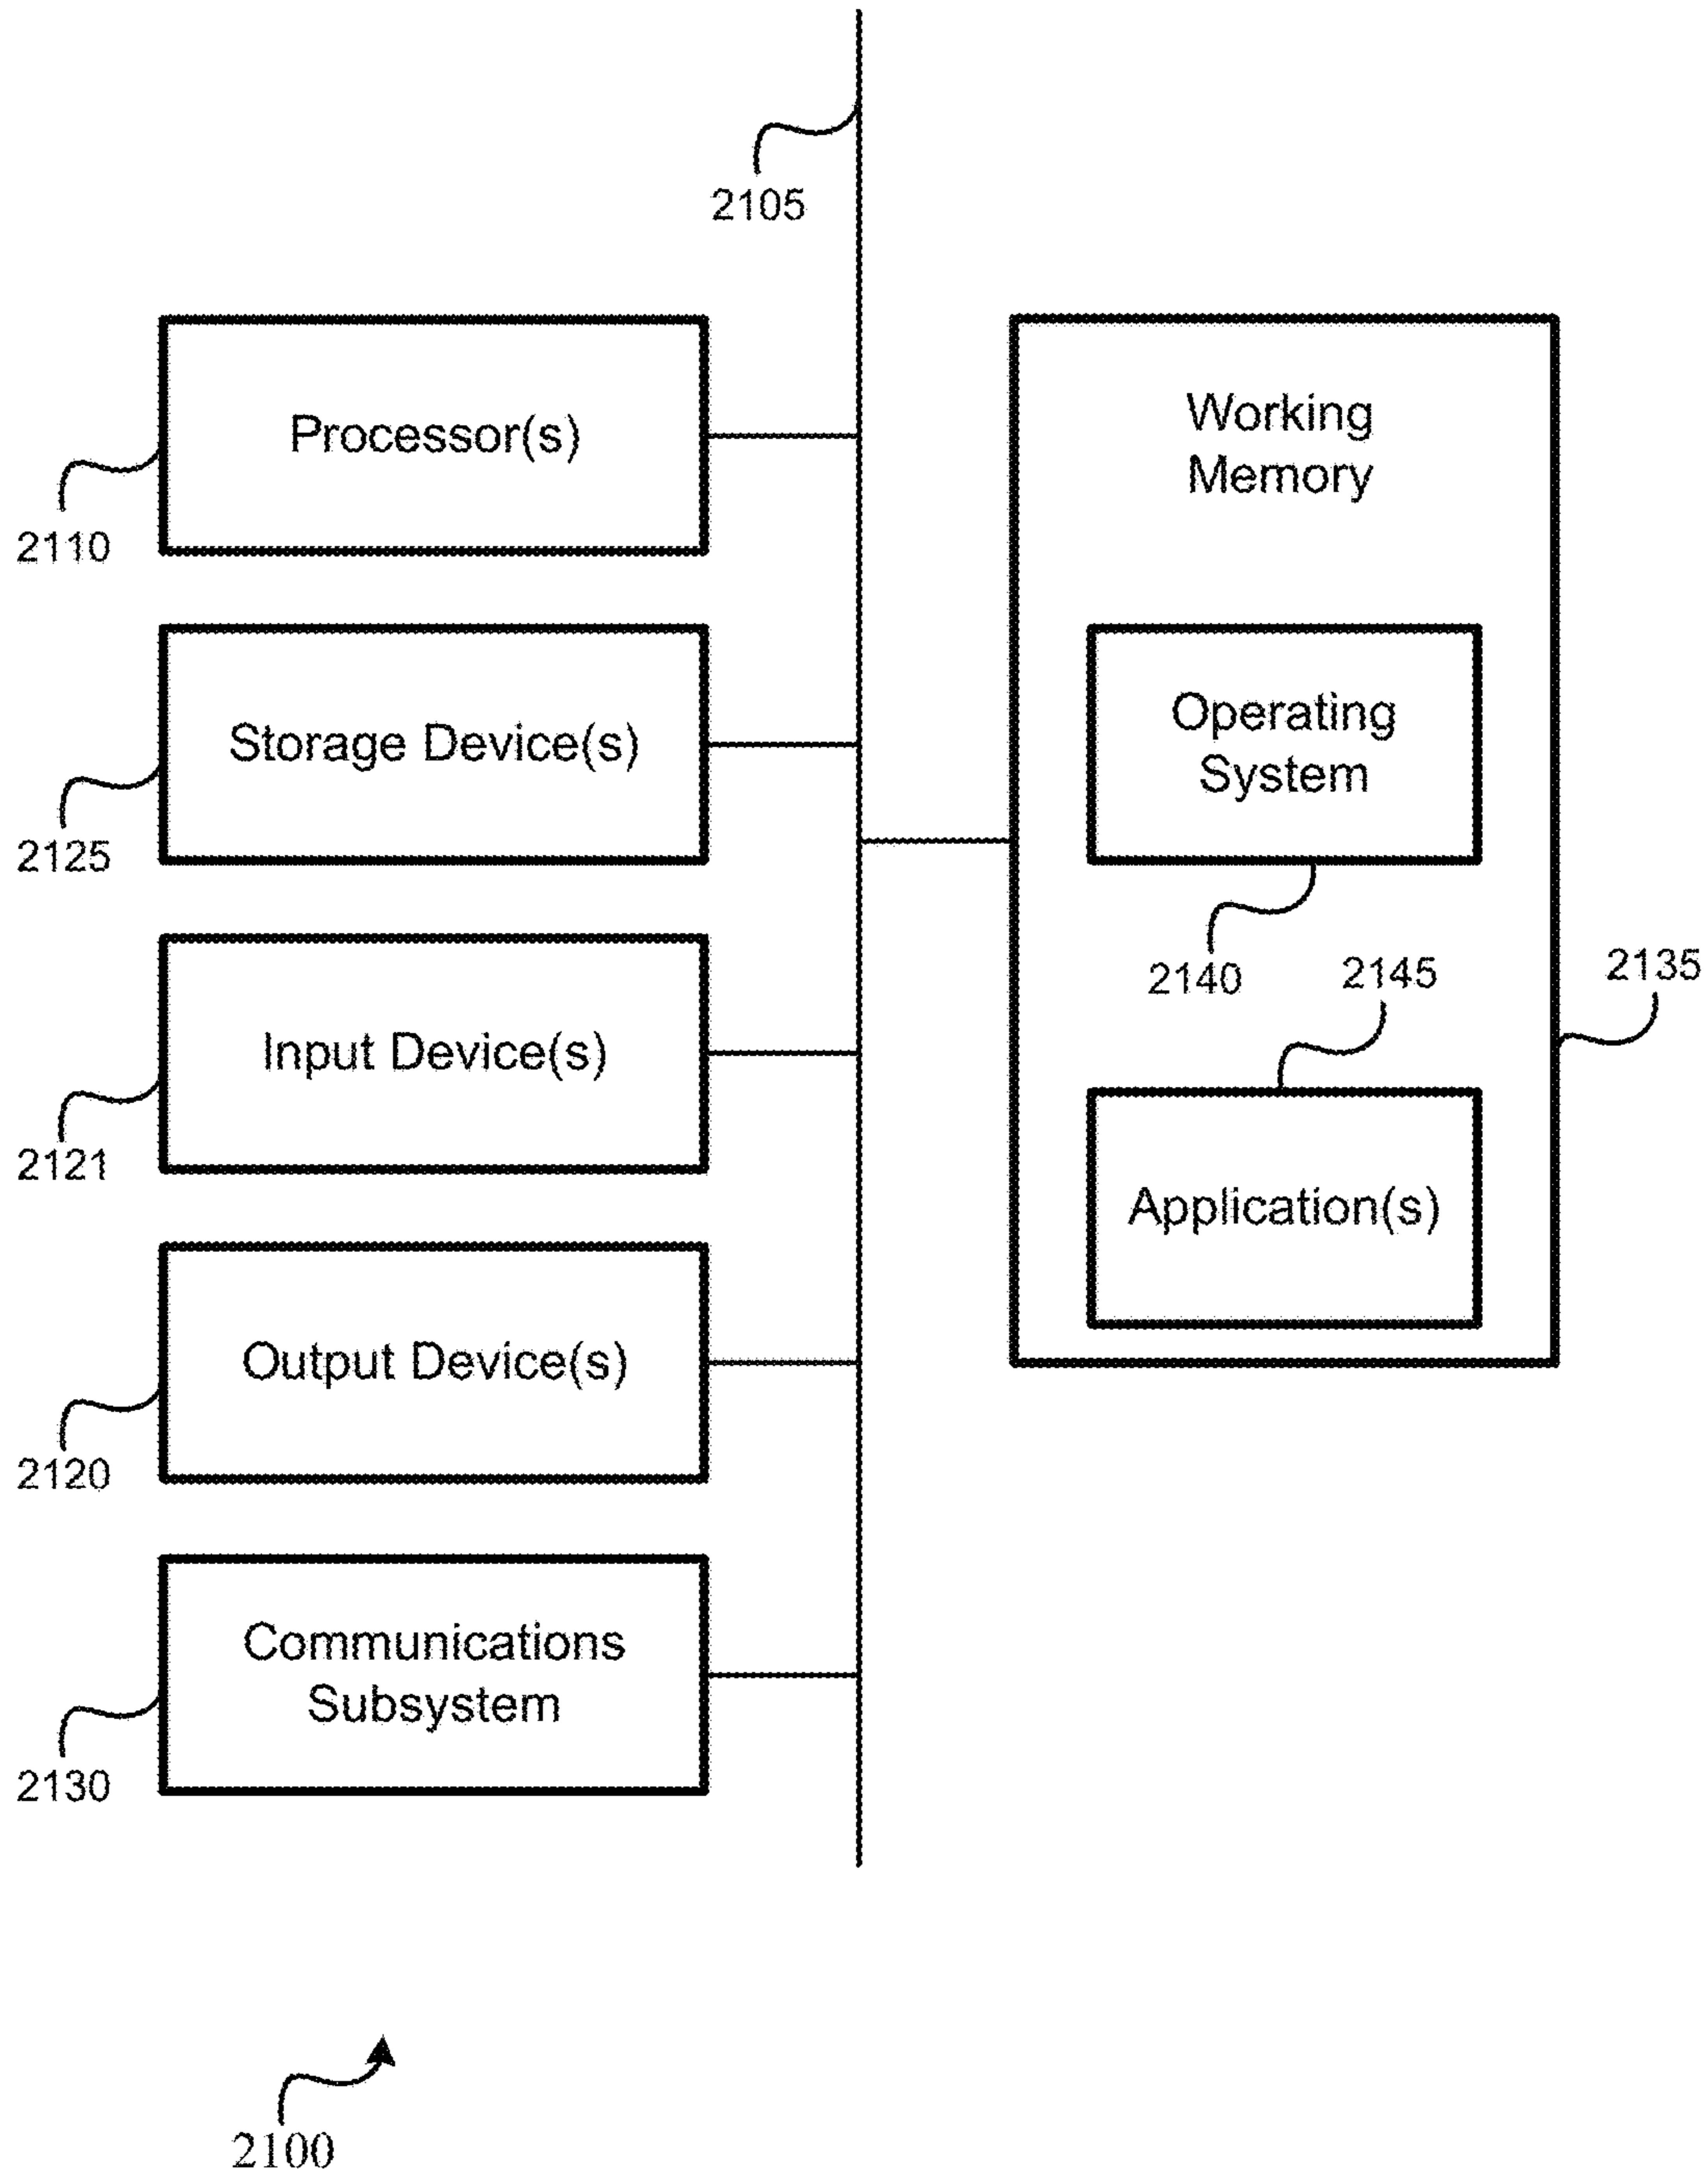 2105
Processor(s)
2110
Storage Device(s)
2125
Input Device(s)
2121
Output Device(s)
2120
Communications
Subsystem
2130
Working
Memory
Operating
System
2140
2145
2135
Application(s)
2100